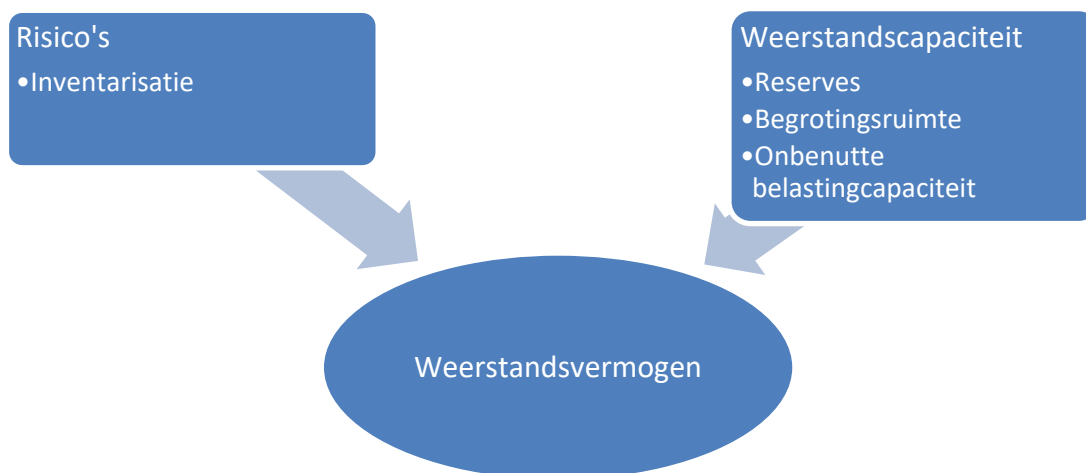 Risico's
•Inventarisatie
Weerstandscapaciteit
•Reserves
•Begrotingsruimte
•Onbenutte
belastingcapaciteit
Weerstandsvermogen